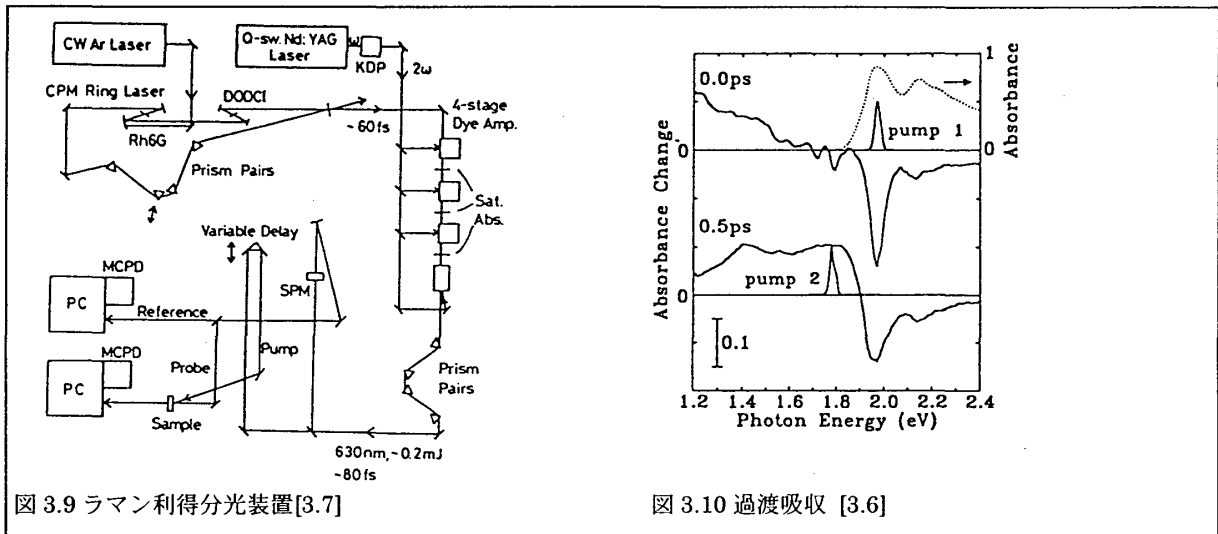 CW Ar Laser
Q-sw. Nd: YAG
Laser
ω
KDP
2ω
CPM Ring Laser
DODCI
Rh6G
~60fs
4-stage
Dye Amp.
Prism Pairs
Sat.
Abs.
Variable Delay
SPM
MCPD
PC
Reference
MCPD
PC
Probe
Pump
Sample
Prism
Pairs
630nm, ~0.2mJ
~80fs
図 3.9 ラマン利得分光装置[3.7]
0.0ps
pump 1
1
0
Absorbance
0
Absorbance Change
0.5ps
pump 2
0
0.1
1.2 1.4 1.6 1.8 2.0 2.2 2.4
Photon Energy (eV)
図 3.10 過渡吸収 [3.6]